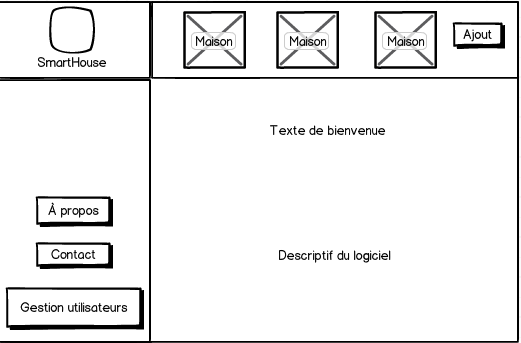 SmartHouse
Maison
Maison
Maison
Ajout
Texte de bienvenue
À propos
Contact
Descriptif du logiciel
Gestion utilisateurs